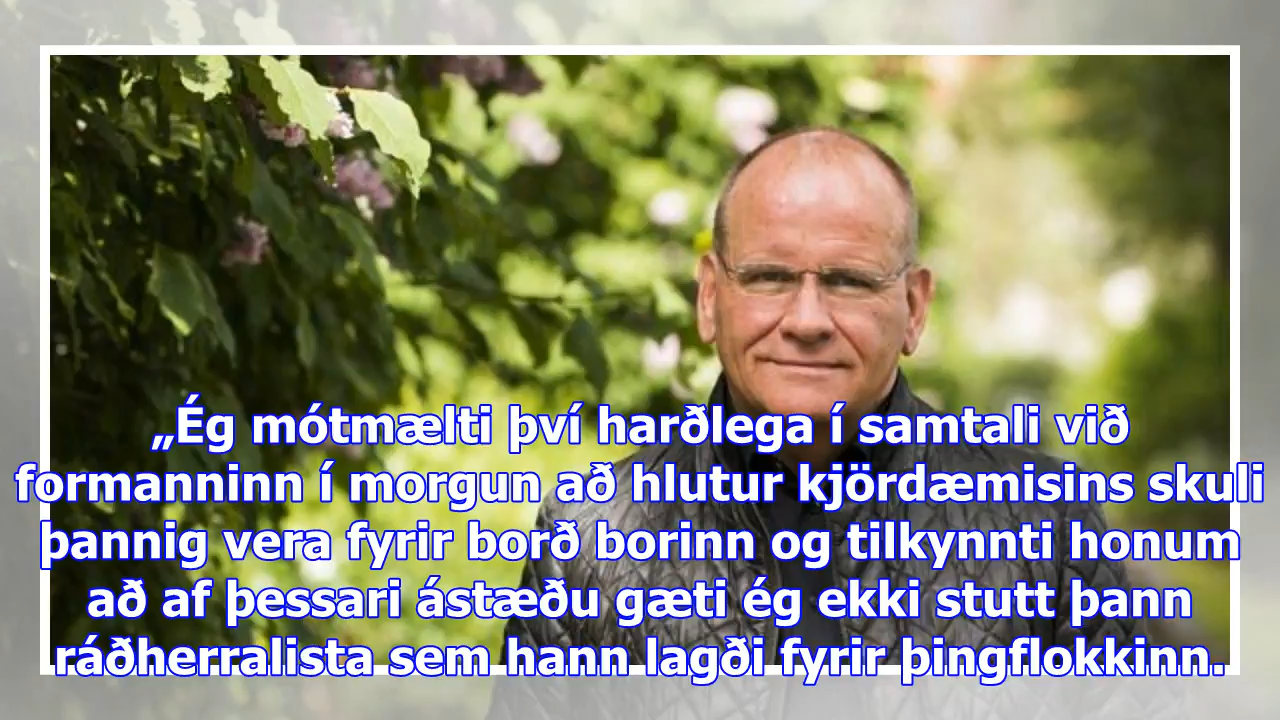 „Ég mótmælti því harðlega í samtali við
formanninn í morgun að hlutur kjördæmisins skuli
þannig vera fyrir borð borinn og tilkynnti honum
að af þessari ástæðu gæti ég ekki stutt þann
ráðherralista sem hann lagði fyrir þingflokkinn.